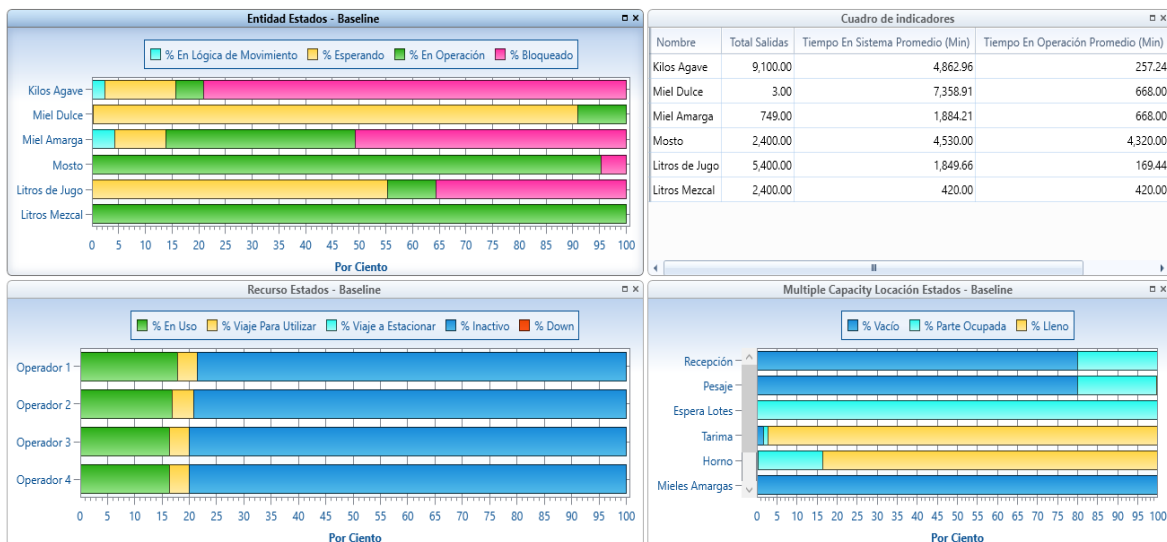 Entidad Estados - Baseline
% En Lógica de Movimiento % Esperando % En Operación % Bloqueado
Kilos Agave
Miel Dulce
Miel Amarga
Mosto
Litros de Jugo
Litros Mezcal
0 5 10 15 20 25 30 35 40 45 50 55 60 65 70 75 80 85 90 95 100
Por Ciento
Cuadro de indicadores
Nombre Total Salidas Tiempo En Sistema Promedio (Min) Tiempo En Operación Promedio (Min)
Kilos Agave 9,100.00 4,862.96 257.24
Miel Dulce 3.00 7,358.91 668.00
Miel Amarga 749.00 1,884.21 668.00
Mosto 2,400.00 4,530.00 4,320.00
Litros de Jugo 5,400.00 1,849.66 169.44
Litros Mezcal 2,400.00 420.00 420.00
Recurso Estados - Baseline
% En Uso % Viaje Para Utilizar % Viaje a Estacionar % Inactivo % Down
Operador 1
Operador 2
Operador 3
Operador 4
0 5 10 15 20 25 30 35 40 45 50 55 60 65 70 75 80 85 90 95 100
Por Ciento
Multiple Capacity Locación Estados - Baseline
% Vacío % Parte Ocupada % Lleno
Recepción
Pesaje
Espera Lotes
Tarima
Horno
Mieles Amargas
0 5 10 15 20 25 30 35 40 45 50 55 60 65 70 75 80 85 90 95 100
Por Ciento